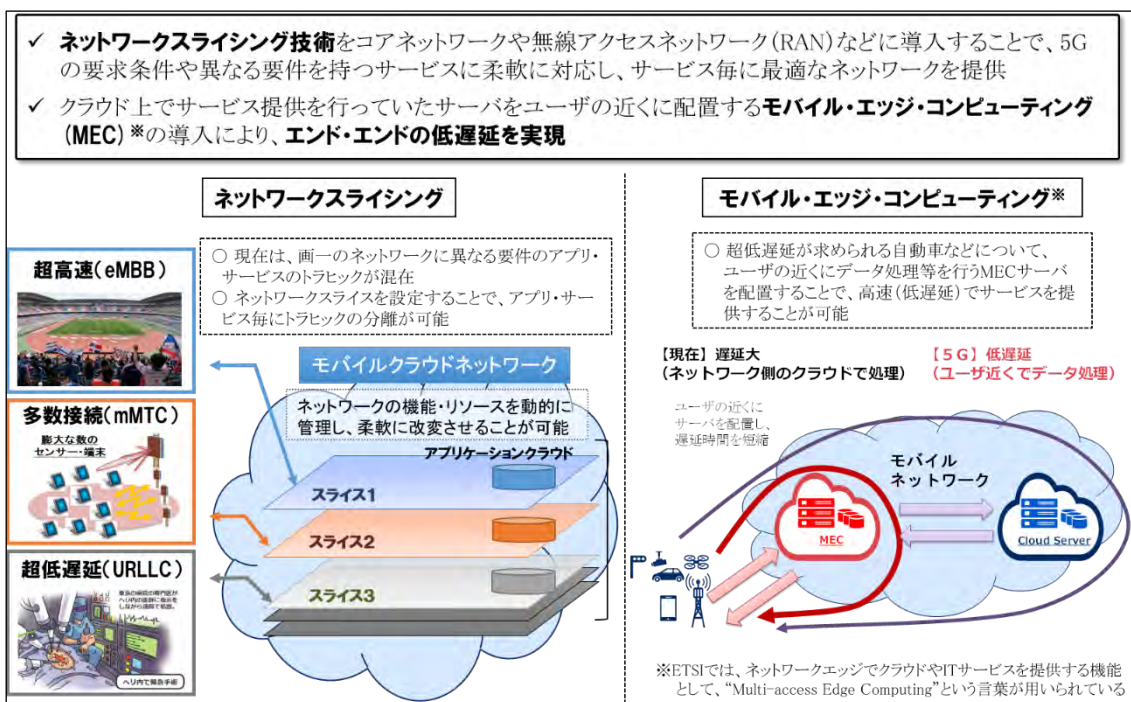 ✓ ネットワークスライシング技術をコアネットワークや無線アクセスネットワーク(RAN)などに導入することで、5G
の要求条件や異なる要件を持つサービスに柔軟に対応し、サービス毎に最適なネットワークを提供
✓ クラウド上でサービス提供を行っていたサーバをユーザの近くに配置するモバイル・エッジ・コンピューティング
(MEC)※の導入により、エンド・エンドの低遅延を実現
ネットワークスライシング
○ 現在は、画一のネットワークに異なる要件のアプリ・
サービスのトラヒックが混在
○ ネットワークスライスを設定することで、アプリ・サー
ビス毎にトラヒックの分離が可能
超高速(eMBB)
多数接続(mMTC)
膨大な数の
センサー・端末
超低遅延(URLLC)
ヘリ内で緊急手術
モバイルクラウドネットワーク
ネットワークの機能・リソースを動的に
管理し、柔軟に改変させることが可能
アプリケーションクラウド
スライス1
スライス2
スライス3
モバイル・エッジ・コンピューティング※
○ 超低遅延が求められる自動車などについて、
ユーザの近くにデータ処理等を行うMECサーバ
を配置することで、高速(低遅延)でサービスを提
供することが可能
【現在】遅延大
(ネットワーク側のクラウドで処理)
【5G】低遅延
(ユーザ近くでデータ処理)
ユーザの近くに
サーバを配置し、
遅延時間を短縮
モバイル
ネットワーク
MEC
Cloud Server
※ETSIでは、ネットワークエッジでクラウドやITサービスを提供する機能
として、“Multi-access Edge Computing”という言葉が用いられている